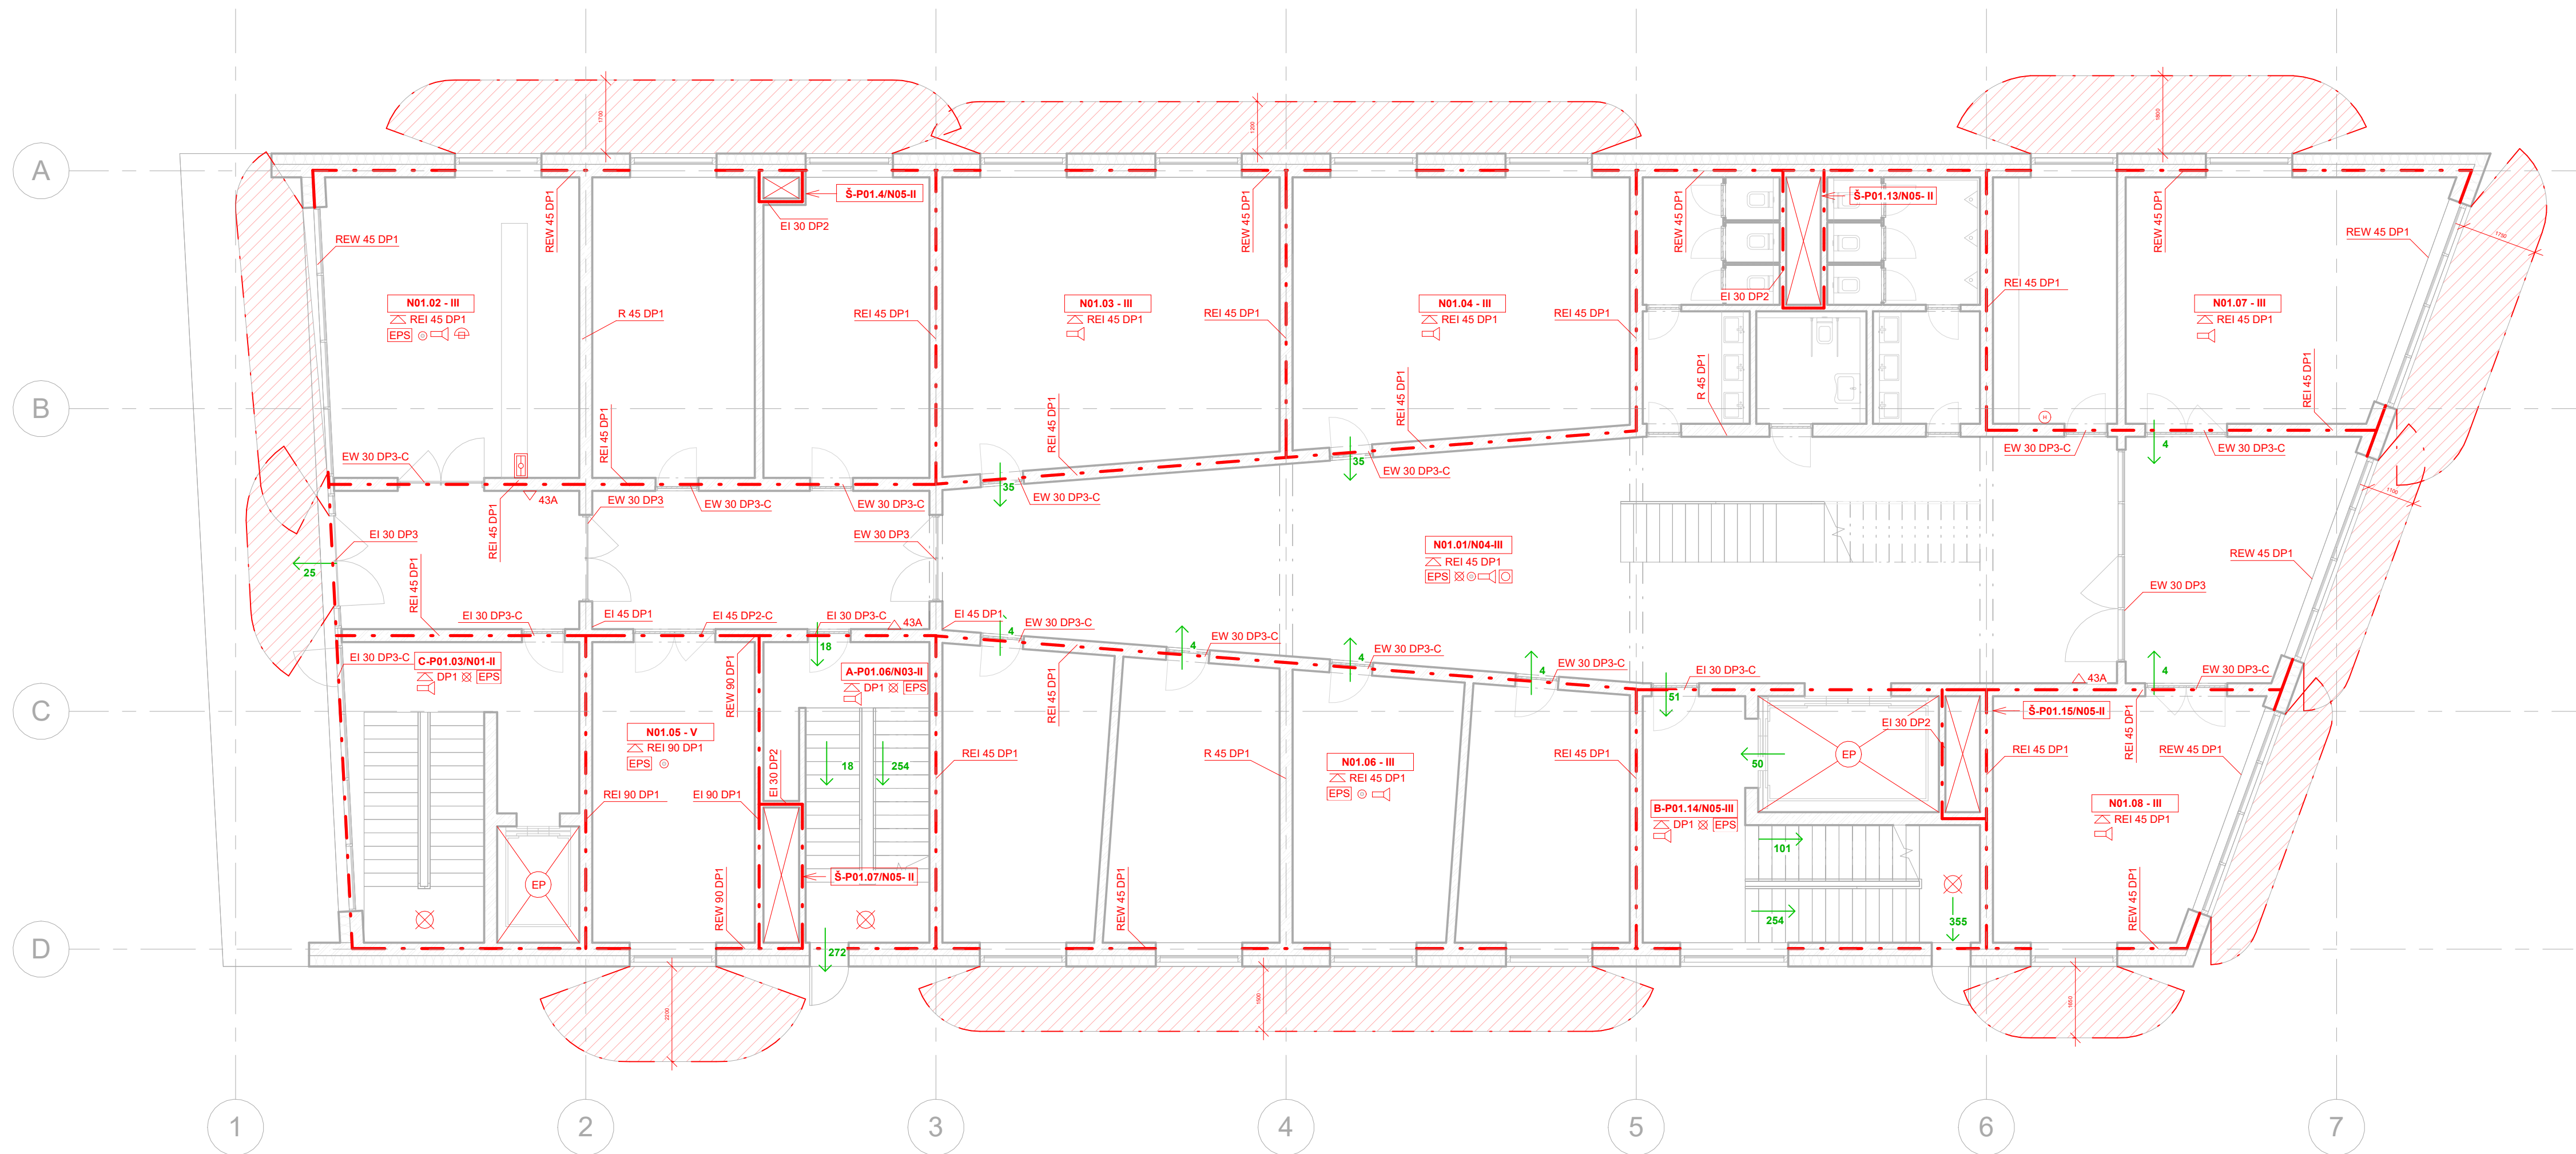 1700
1200
1800
A
Š-P01.4/N05-II
EI 30 DP2
REW 45 DP1
REW 45 DP1
REW 45 DP1
REW 45 DP1
Š-P01.13/N05- II
REW 45 DP1
REW 45 DP1
1750
REW 45 DP1
N01.02 - III
REI 45 DP1
EPS
R 45 DP1
REI 45 DP1
N01.03 - III
REI 45 DP1
REI 45 DP1
N01.04 - III
REI 45 DP1
REI 45 DP1
EI 30 DP2
REI 45 DP1
N01.07 - III
REI 45 DP1
B
REI 45 DP1
REI 45 DP1
REI 45 DP1
R 45 DP1
H
REI 45 DP1
EW 30 DP3-C
43A
REI 45 DP1
EW 30 DP3
EW 30 DP3-C
EW 30 DP3-C
35
EW 30 DP3-C
35
EW 30 DP3-C
EW 30 DP3-C
4
EW 30 DP3-C
1100
EI 30 DP3
25
REI 45 DP1
EW 30 DP3
N01.01/N04-III
REI 45 DP1
EPS
REW 45 DP1
EW 30 DP3
EI 30 DP3-C
EI 45 DP1
EI 45 DP2-C
EI 30 DP3-C
43A
18
EI 45 DP1
4
EW 30 DP3-C
4
EW 30 DP3-C
4
EW 30 DP3-C
4
EW 30 DP3-C
EI 30 DP3-C
51
43A
4
EW 30 DP3-C
EI 30 DP3-C
C-P01.03/N01-II
DP1
EPS
REW 90 DP1
A-P01.06/N03-II
DP1
EPS
REI 45 DP1
C
N01.05 - V
REI 90 DP1
EPS
EI 30 DP2
18
254
REI 45 DP1
R 45 DP1
N01.06 - III
REI 45 DP1
EPS
REI 45 DP1
50
EP
EI 30 DP2
Š-P01.15/N05-II
REI 45 DP1
REI 45 DP1
REW 45 DP1
REI 90 DP1
EI 90 DP1
B-P01.14/N05-III
DP1
EPS
101
N01.08 - III
REI 45 DP1
EP
Š-P01.07/N05- II
REW 90 DP1
REW 45 DP1
254
355
REW 45 DP1
D
272
2200
1500
1650
1
2
3
4
5
6
7